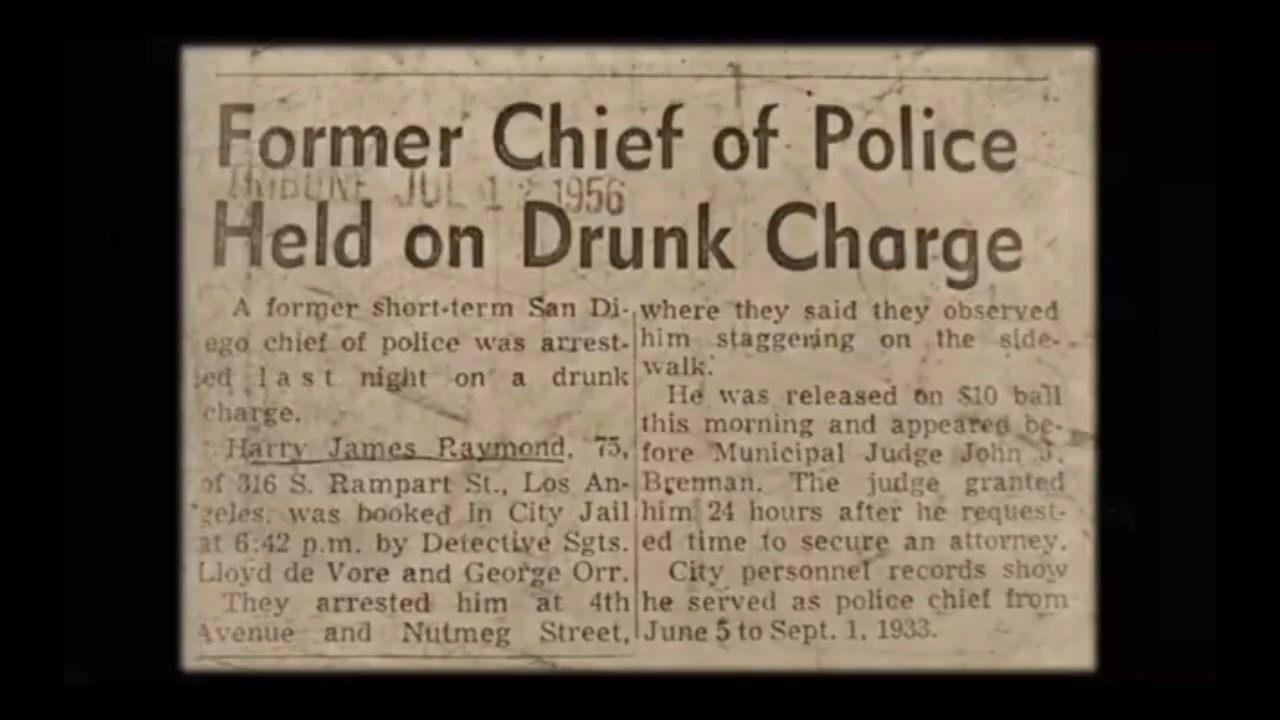 Former Chief of Police
TRIBUNE JUL 1 1956
Held on Drunk Charge
A former short-term San Di-
ego chief of police was arrest-
ed last night on a drunk
charge.
Harry James Raymond, 75,
of 316 S. Rampart St., Los An-
geles, was booked in City Jail
at 6:42 p.m. by Detective Sgts.
Lloyd de Vore and George Orr.
They arrested him at 4th
Avenue and Nutmeg Street,
where they said they observed
him staggering on the side-
walk.
He was released on $10 bail
this morning and appeared be-
fore Municipal Judge John J.
Brennan. The judge granted
him 24 hours after he request-
ed time to secure an attorney.
City personnel records show
he served as police chief from
June 5 to Sept. 1, 1933.